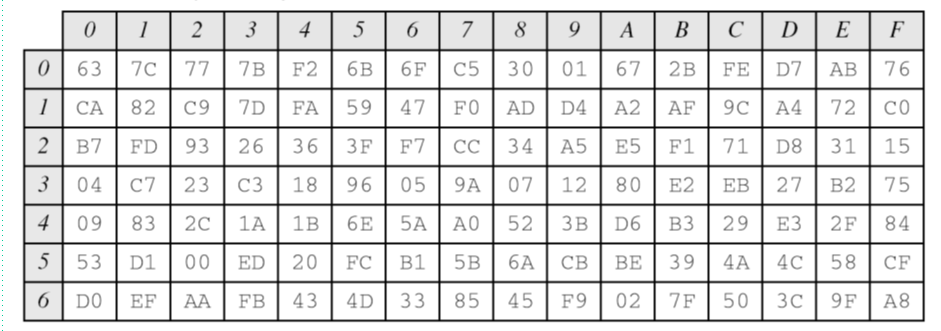 0 1 2 3 4 5 6 7 8 9 A B C D E F
0 63 7C 77 7B F2 6B 6F C5 30 01 67 2B FE D7 AB 76
1 CA 82 C9 7D FA 59 47 F0 AD D4 A2 AF 9C A4 72 C0
2 B7 FD 93 26 36 3F F7 CC 34 A5 E5 F1 71 D8 31 15
3 04 C7 23 C3 18 96 05 9A 07 12 80 E2 EB 27 B2 75
4 09 83 2C 1A 1B 6E 5A A0 52 3B D6 B3 29 E3 2F 84
5 53 D1 00 ED 20 FC B1 5B 6A CB BE 39 4A 4C 58 CF
6 D0 EF AA FB 43 4D 33 85 45 F9 02 7F 50 3C 9F A8